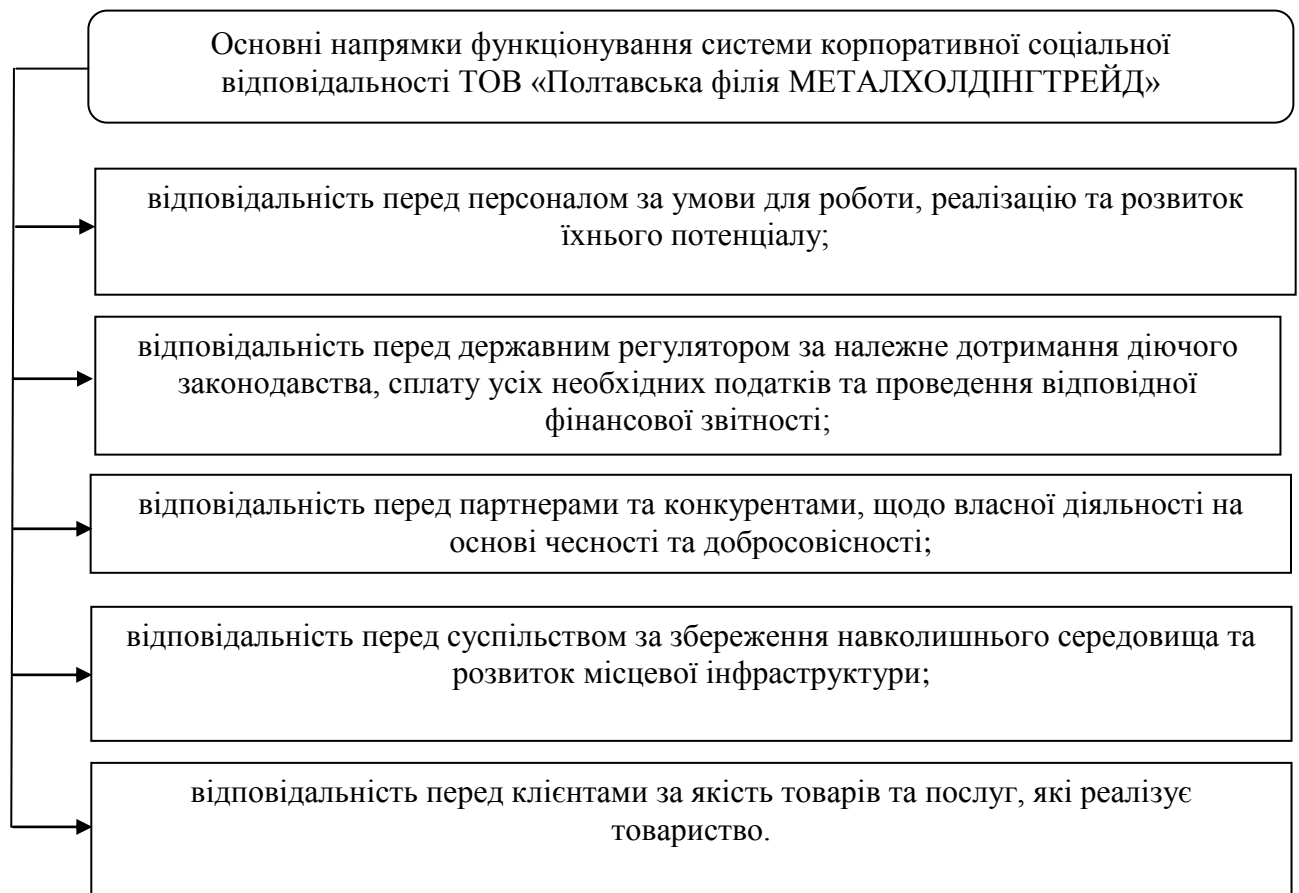 Основні напрямки функціонування системи корпоративної соціальної
відповідальності ТОВ «Полтавська філія МЕТАЛХОЛДІНГТРЕЙД»
відповідальність перед персоналом за умови для роботи, реалізацію та розвиток
їхнього потенціалу;
відповідальність перед державним регулятором за належне дотримання діючого
законодавства, сплату усіх необхідних податків та проведення відповідної
фінансової звітності;
відповідальність перед партнерами та конкурентами, щодо власної діяльності на
основі чесності та добросовісності;
відповідальність перед суспільством за збереження навколишнього середовища та
розвиток місцевої інфраструктури;
відповідальність перед клієнтами за якість товарів та послуг, які реалізує
товариство.